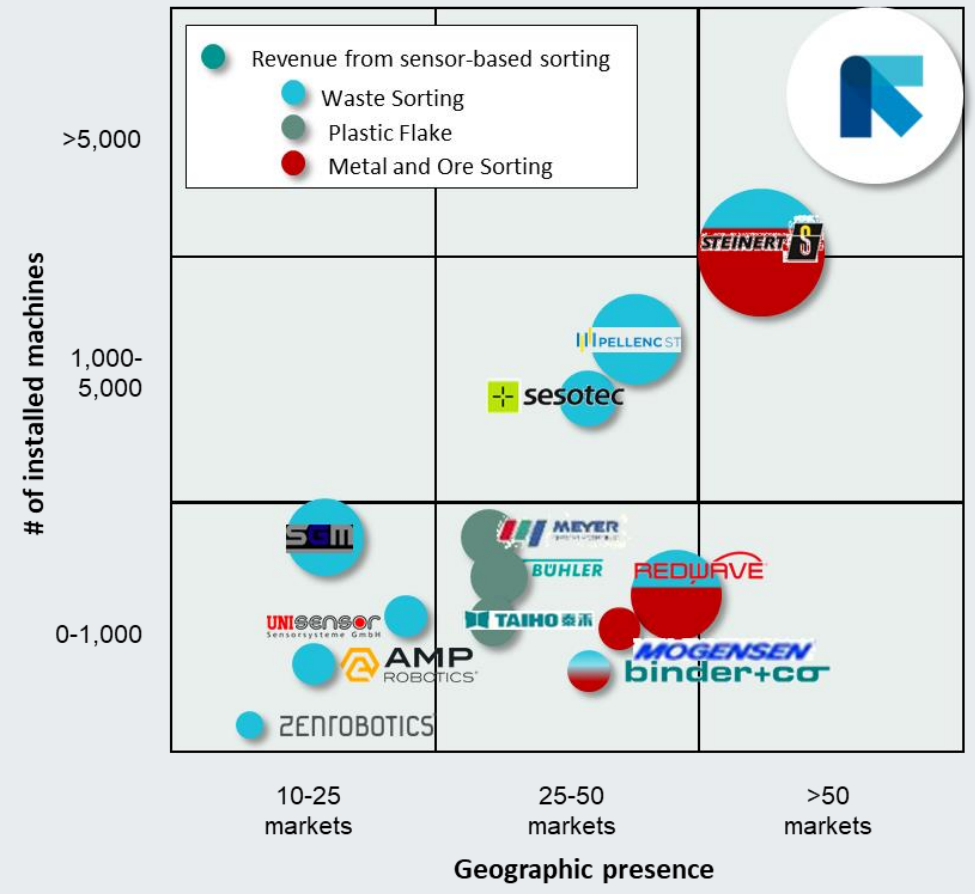 Revenue from sensor-based sorting
Waste Sorting
Plastic Flake
Metal and Ore Sorting
# of installed machines
>5,000
1,000-
5,000
0-1,000
STEINERT S
PELLENC ST
sesotec
SGM
MEYER
BÜHLER
REDWAVE
UNISENSOR
Sensorsysteme GmbH
TAIHO 泰禾
AMP
ROBOTICS
MOGENSEN
binder+co
ZENROBOTICS
10-25
markets
25-50
markets
>50
markets
Geographic presence